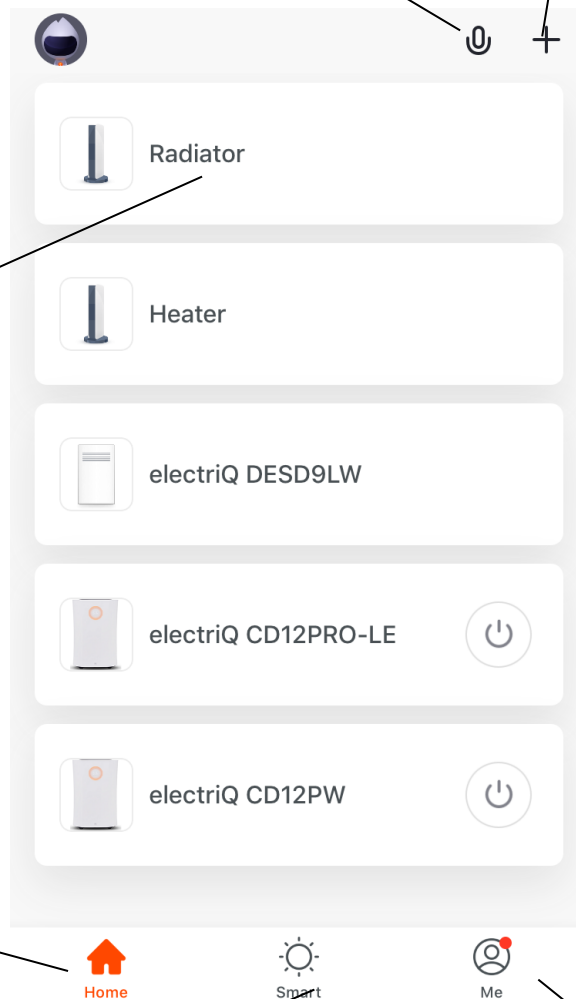 Radiator
Heater
electriQ DESD9LW
electriQ CD12PRO-LE
electriQ CD12PW
Home
Smart
Me